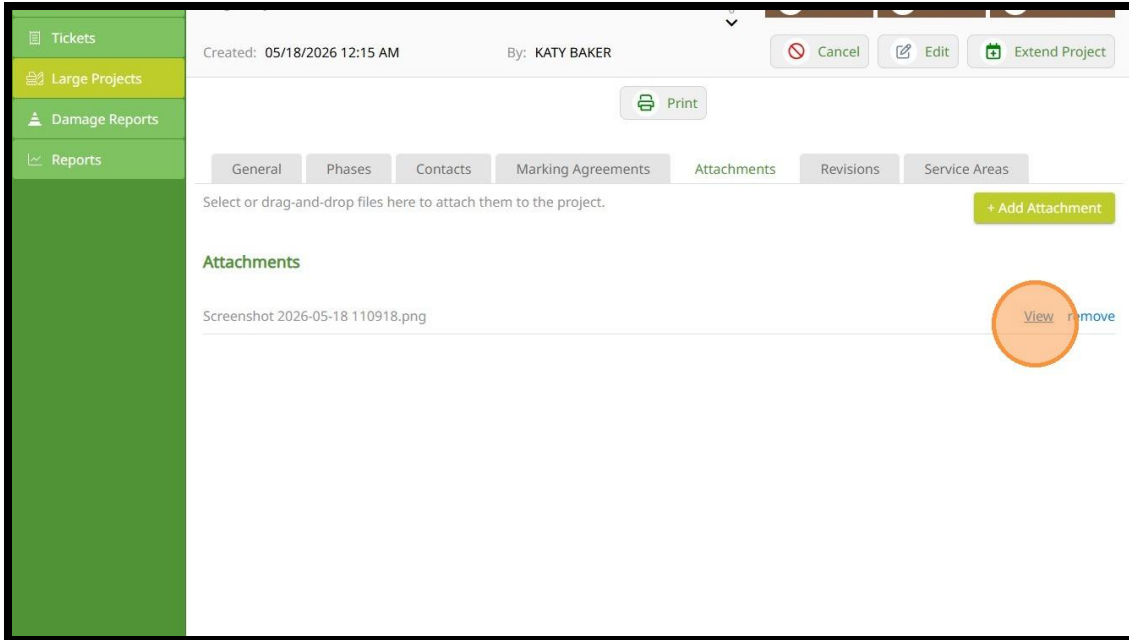 Tickets
Large Projects
Damage Reports
Reports
Created: 05/18/2026 12:15 AM By: KATY BAKER
Cancel Edit Extend Project
Print
General Phases Contacts Marking Agreements Attachments Revisions Service Areas
Select or drag-and-drop files here to attach them to the project.
+ Add Attachment
Attachments
Screenshot 2026-05-18 110918.png View remove